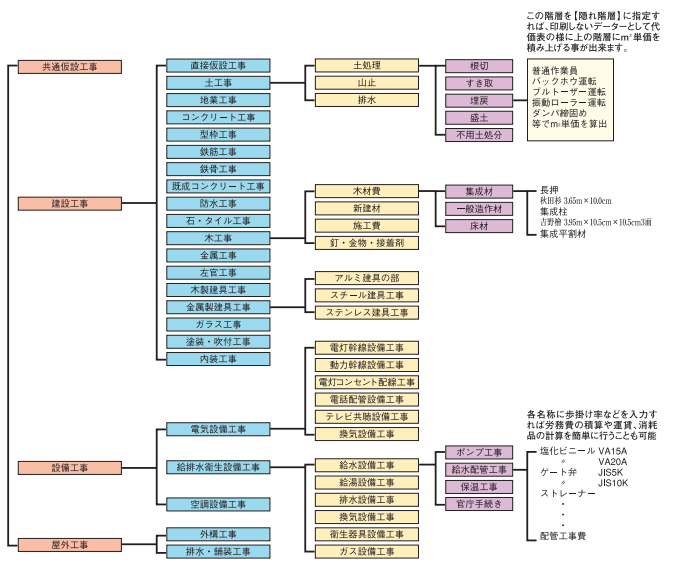 この階層を【隠れ階層】に指定す
れば、印刷しないデーターとして代
価表の様に上の階層にm²単価を
積み上げる事が出来ます。
共通仮設工事
建設工事
設備工事
屋外工事
直接仮設工事
土工事
地業工事
コンクリート工事
型枠工事
鉄筋工事
鉄骨工事
既成コンクリート工事
防水工事
石・タイル工事
木工事
金属工事
左官工事
木製建具工事
金属製建具工事
ガラス工事
塗装・吹付工事
内装工事
電気設備工事
給排水衛生設備工事
空調設備工事
外構工事
排水・舗装工事
土処理
山止
排水
木材費
新建材
施工費
釘・金物・接着剤
アルミ建具の部
スチール建具工事
ステンレス建具工事
電灯幹線設備工事
動力幹線設備工事
電灯コンセント配線工事
電話配管設備工事
テレビ共聴設備工事
換気設備工事
給水設備工事
給湯設備工事
排水設備工事
換気設備工事
衛生器具設備工事
ガス設備工事
根切
すき取
埋戻
盛土
不用土処分
集成材
一般造作材
床材
ポンプ工事
給水配管工事
保温工事
官庁手続き
普通作業員
バックホウ運転
ブルトーザー運転
振動ローラー運転
ダンパ締固め
等でm²単価を算出
長押
秋田杉 3.65m×10.0cm
集成柱
吉野檜 3.95m×10.5cm×10.5cm3面
集成平割材
各名称に歩掛け率などを入力す
れば労務費の積算や運賃、消耗
品の計算を簡単に行うことも可能
塩化ビニール VA15A
〃 VA20A
ゲート弁 JIS5K
〃 JIS10K
ストレーナー
・
・
・
配管工事費